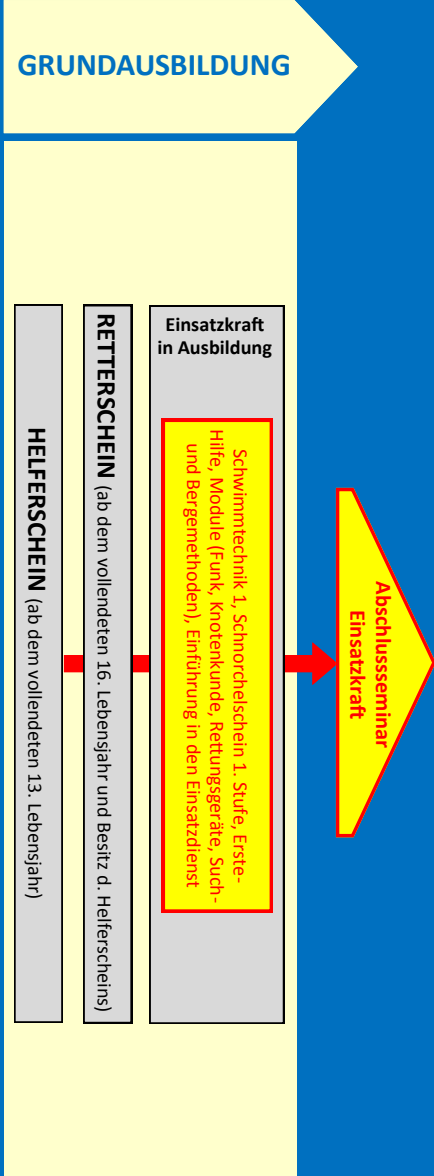 GRUNDAUSBILDUNG
HELFERSCHEIN (ab dem vollendeten 13. Lebensjahr)
RETTERSCHEIN (ab dem vollendeten 16. Lebensjahr und Besitz d. Helferscheins)
Einsatzkraft
in Ausbildung
Schwimmtechnik 1, Schnorchelschein 1. Stufe, Erste-
Hilfe, Module (Funk, Knotenkunde, Rettungsgeräte, Such-
und Bergemethoden), Einführung in den Einsatzdienst
Abschlussseminar
Einsatzkraft